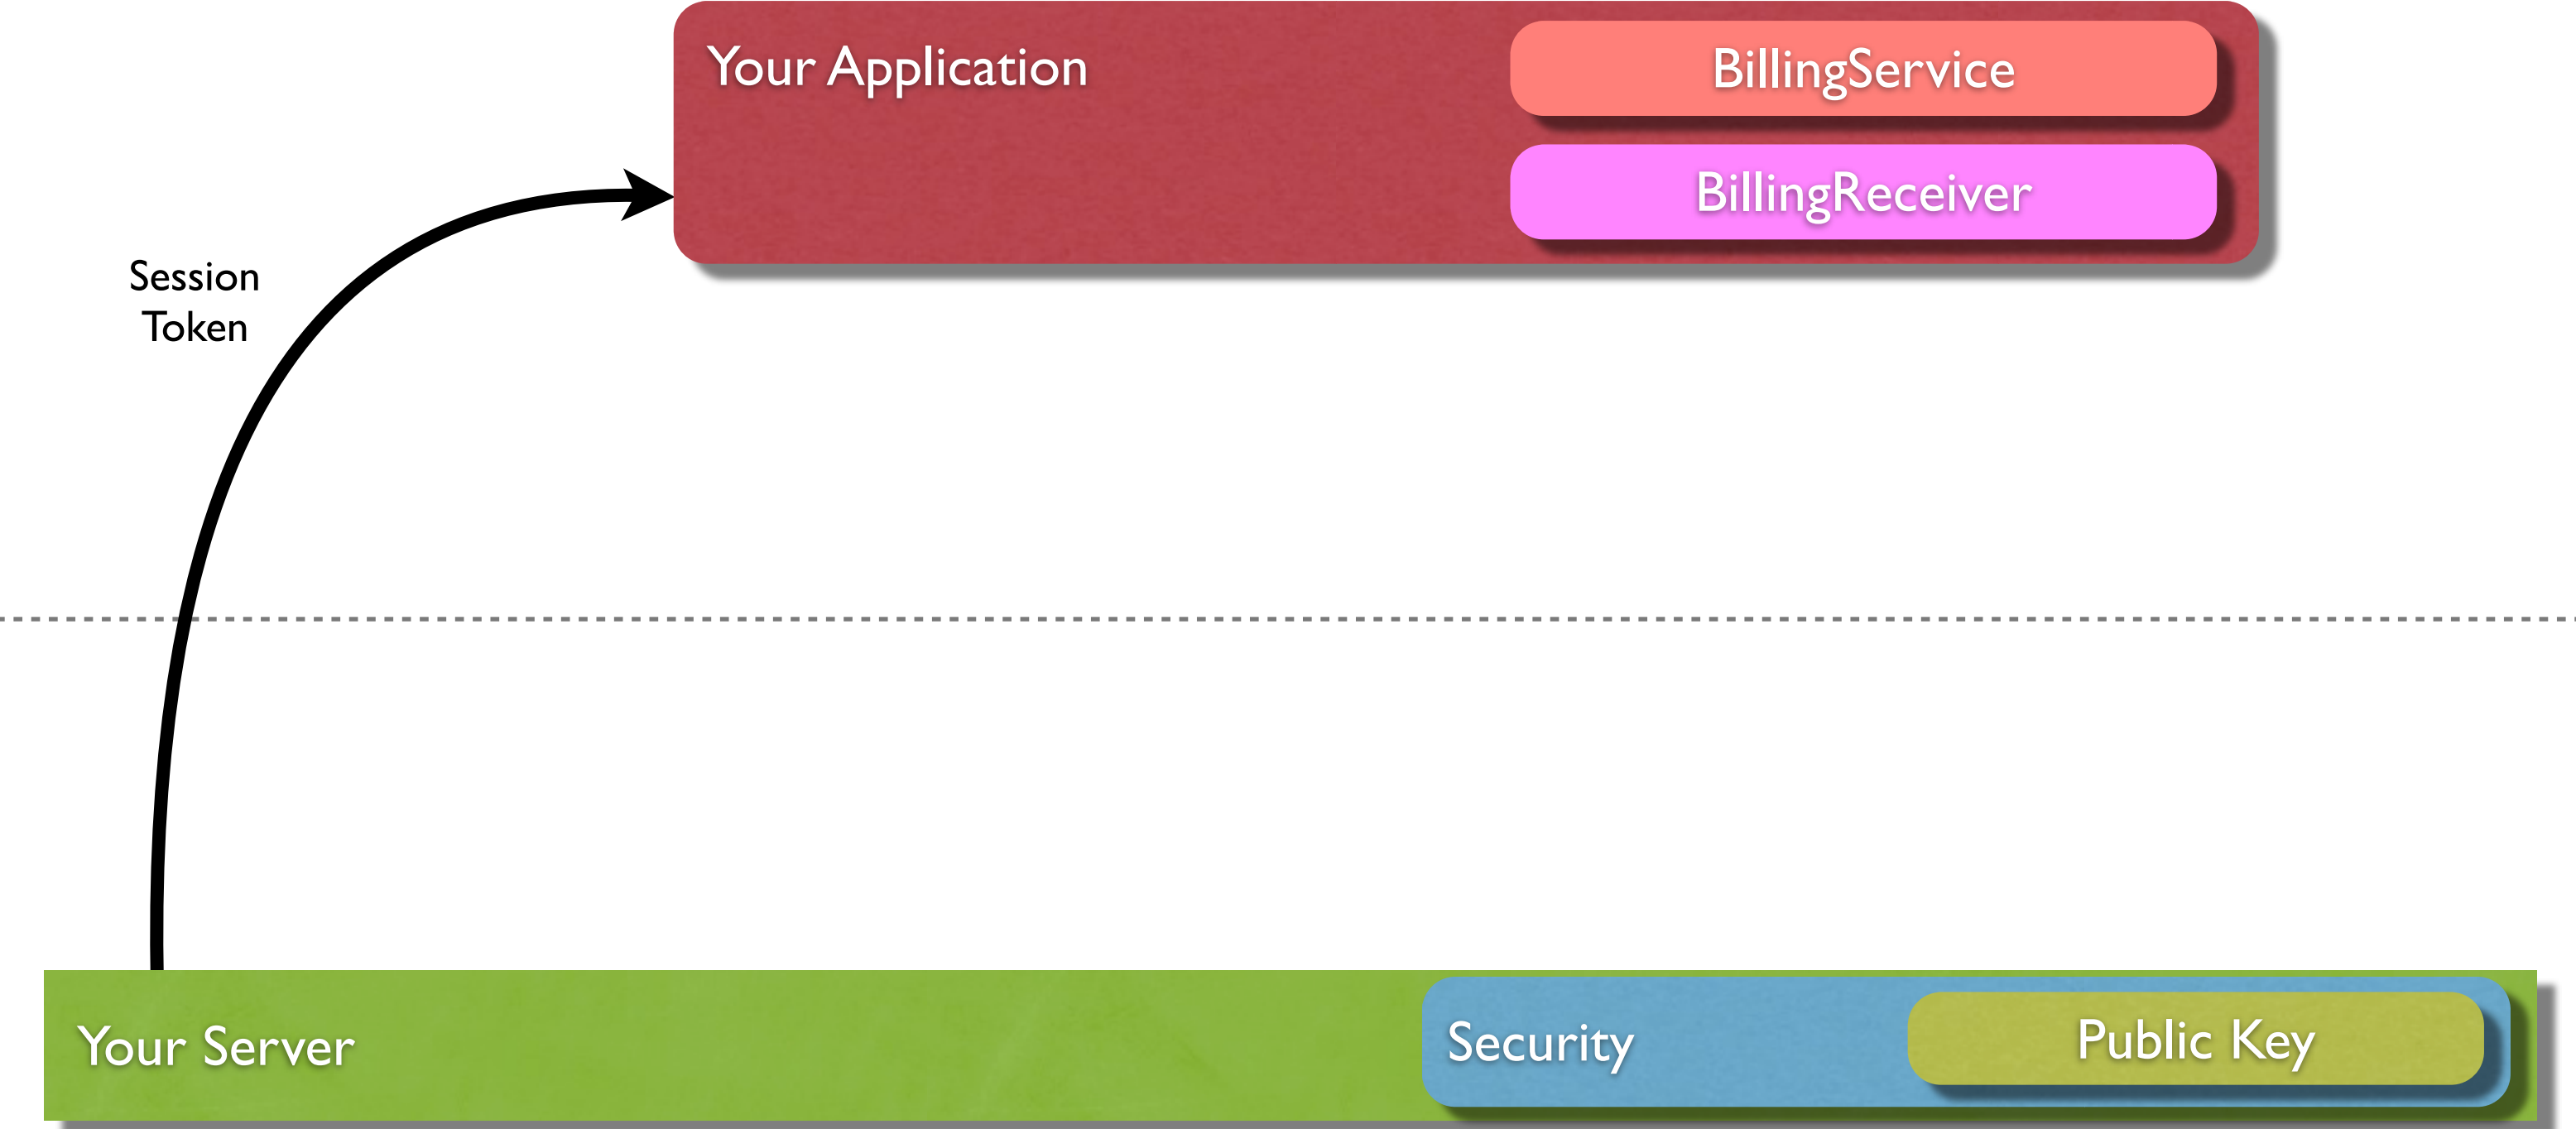 Your Application
BillingService
BillingReceiver
Session
Token
Your Server
Security
Public Key